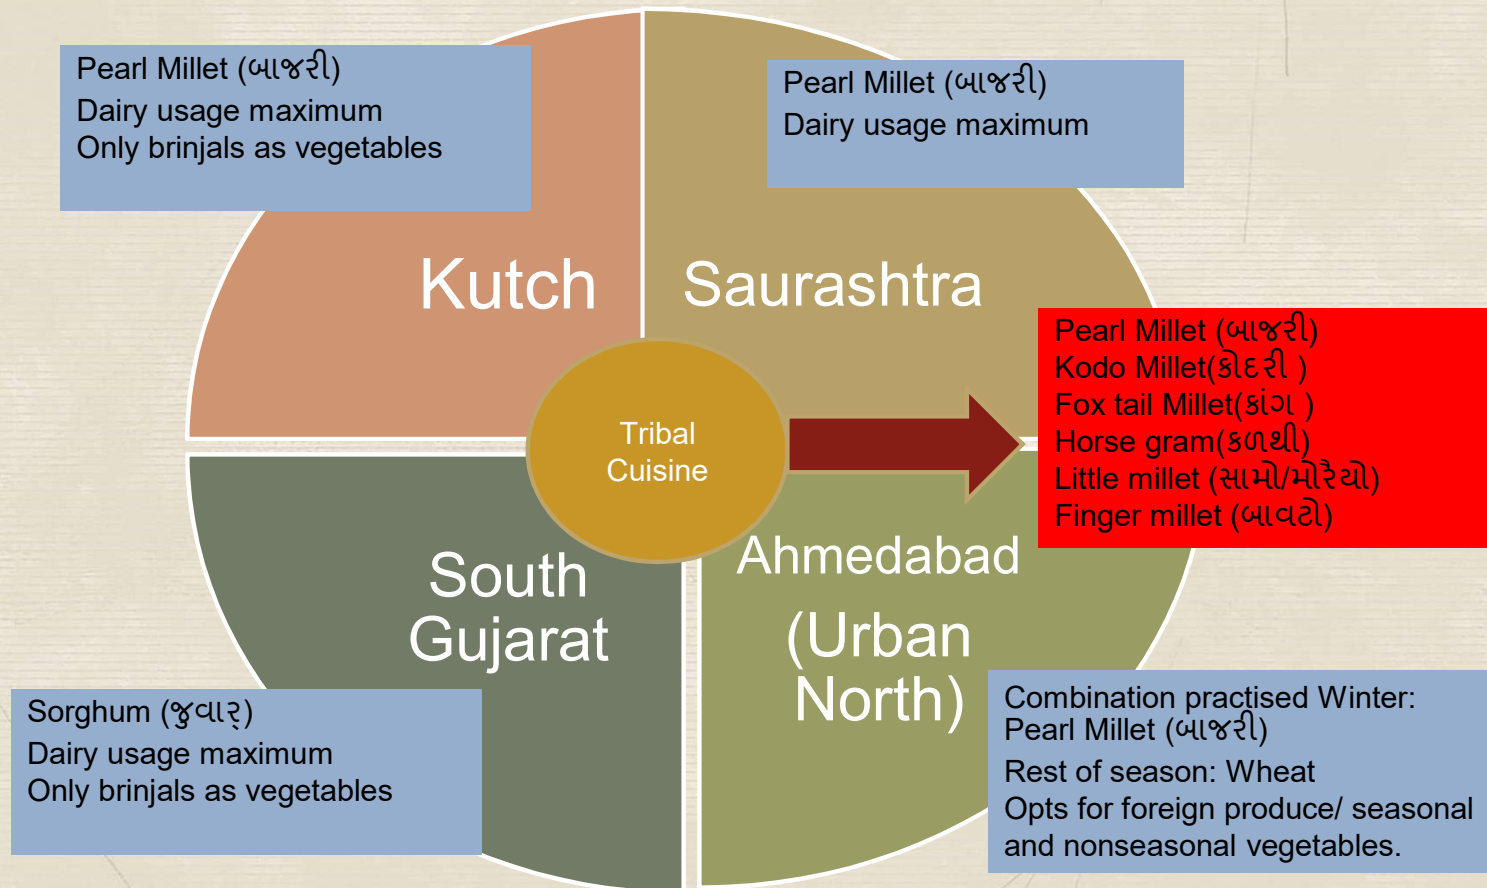 Pearl Millet (બાજરી)
Dairy usage maximum
Only brinjals as vegetables
Pearl Millet (બાજરી)
Dairy usage maximum
Kutch
Saurashtra
Pearl Millet (બાજરી)
Kodo Millet(કોદરી )
Fox tail Millet(કાંગ )
Horse gram(કળથી)
Little millet (સામો/મોરૈયો)
Finger millet (બાવટો)
Tribal
Cuisine
South
Gujarat
Ahmedabad
(Urban
North)
Sorghum (જુવાર્)
Dairy usage maximum
Only brinjals as vegetables
Combination practised Winter:
Pearl Millet (બાજરી)
Rest of season: Wheat
Opts for foreign produce/ seasonal
and nonseasonal vegetables.